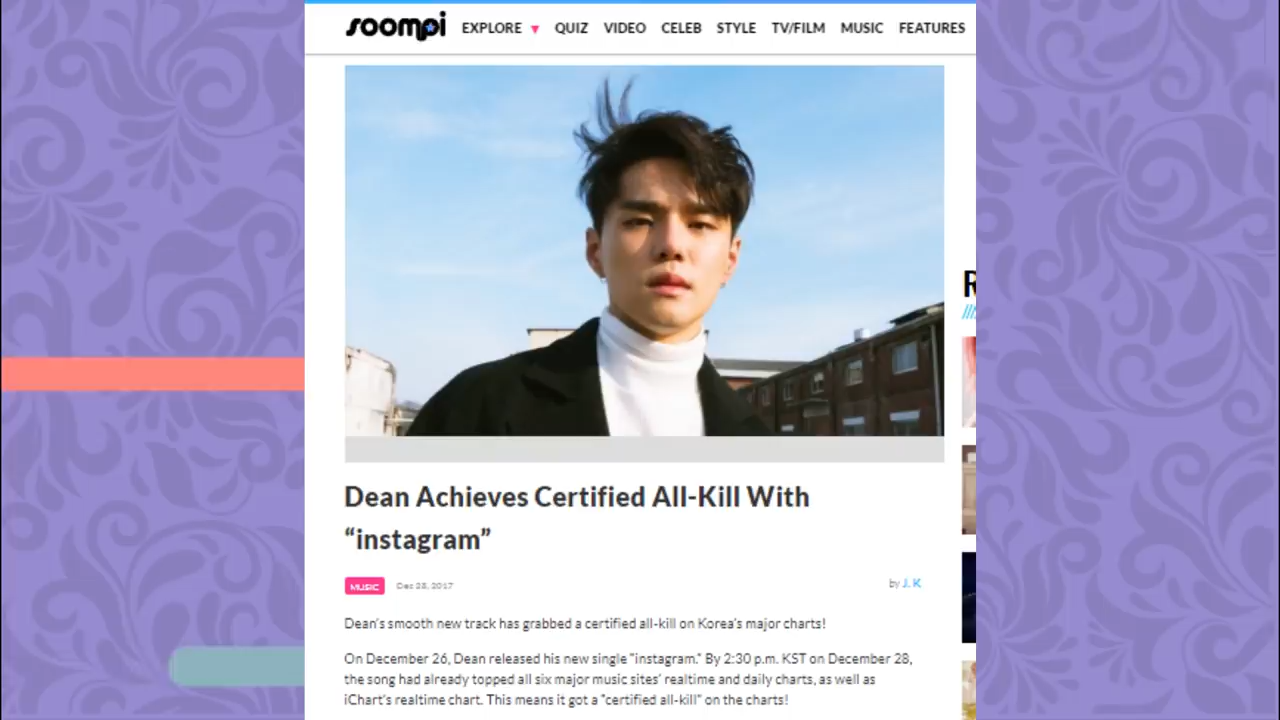 soompi EXPLORE QUIZ VIDEO CELEB STYLE TV/FILM MUSIC FEATURES
R
Dean Achieves Certified All-Kill With
“instagram”
MUSIC Dec 28, 2017 by J. K
Dean's smooth new track has grabbed a certified all-kill on Korea's major charts!
On December 26, Dean released his new single "instagram." By 2:30 p.m. KST on December 28,
the song had already topped all six major music sites' realtime and daily charts, as well as
iChart's realtime chart. This means it got a "certified all-kill" on the charts!